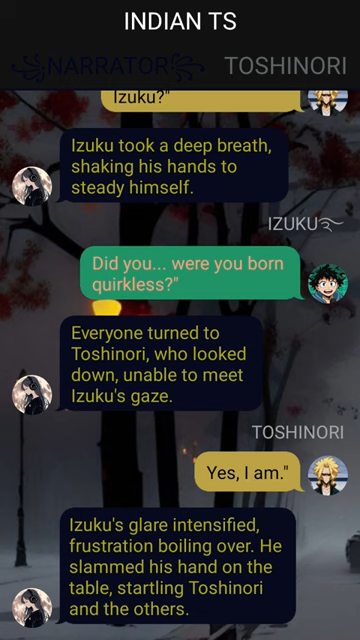 INDIAN TS
NARRATOR
TOSHINORI
Izuku?"
Izuku took a deep breath,
shaking his hands to
steady himself.
IZUKU
Did you... were you born
quirkless?"
Everyone turned to
Toshinori, who looked
down, unable to meet
Izuku's gaze.
TOSHINORI
Yes, I am."
Izuku's glare intensified,
frustration boiling over. He
slammed his hand on the
table, startling Toshinori
and the others.